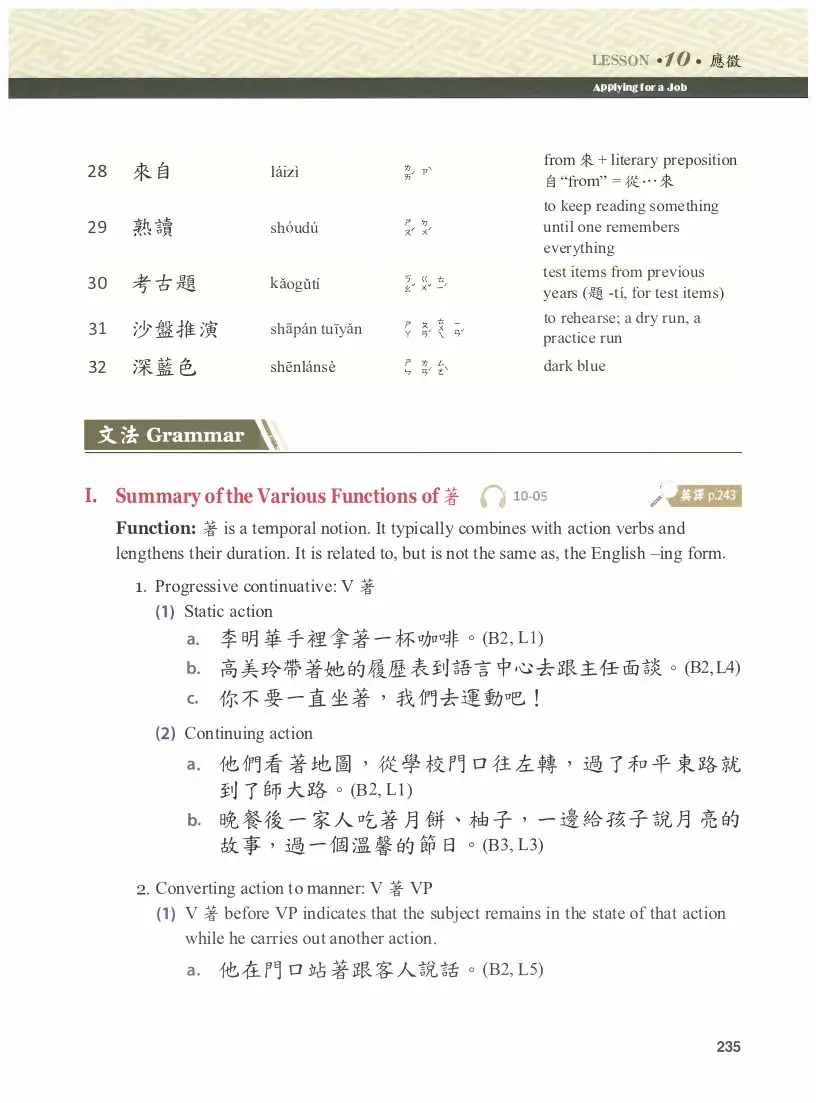 LESSON •10• 應徵
Applying for a Job
28 來自 láizì ㄌㄞˊ ㄗˋ from 來 + literary preposition
自 “from” = 從…來
29 熟讀 shóudú ㄕㄡˊ ㄉㄨˊ to keep reading something
until one remembers
everything
30 考古題 kǎogǔtí ㄎㄠˇ ㄍㄨˇ ㄊㄧˊ test items from previous
years (題 -tí, for test items)
31 沙盤推演 shāpán tuīyǎn ㄕㄚ ㄆㄢˊ ㄊㄨㄟ ㄧㄢˇ to rehearse; a dry run, a
practice run
32 深藍色 shēnlánsè ㄕㄣ ㄌㄢˊ ㄙㄜˋ dark blue
文法 Grammar
I. Summary of the Various Functions of 著 10-05 英譯 p.243
Function: 著 is a temporal notion. It typically combines with action verbs and
lengthens their duration. It is related to, but is not the same as, the English –ing form.
1. Progressive continuative: V 著
(1) Static action
a. 李明華手裡拿著一杯咖啡。(B2, L1)
b. 高美玲帶著她的履歷表到語言中心去跟主任面談。(B2, L4)
c. 你不要一直坐著，我們去運動吧！
(2) Continuing action
a. 他們看著地圖，從學校門口往左轉，過了和平東路就
到了師大路。(B2, L1)
b. 晚餐後一家人吃著月餅、柚子，一邊給孩子說月亮的
故事，過一個溫馨的節日。(B3, L3)
2. Converting action to manner: V 著 VP
(1) V 著 before VP indicates that the subject remains in the state of that action
while he carries out another action.
a. 他在門口站著跟客人說話。(B2, L5)
235